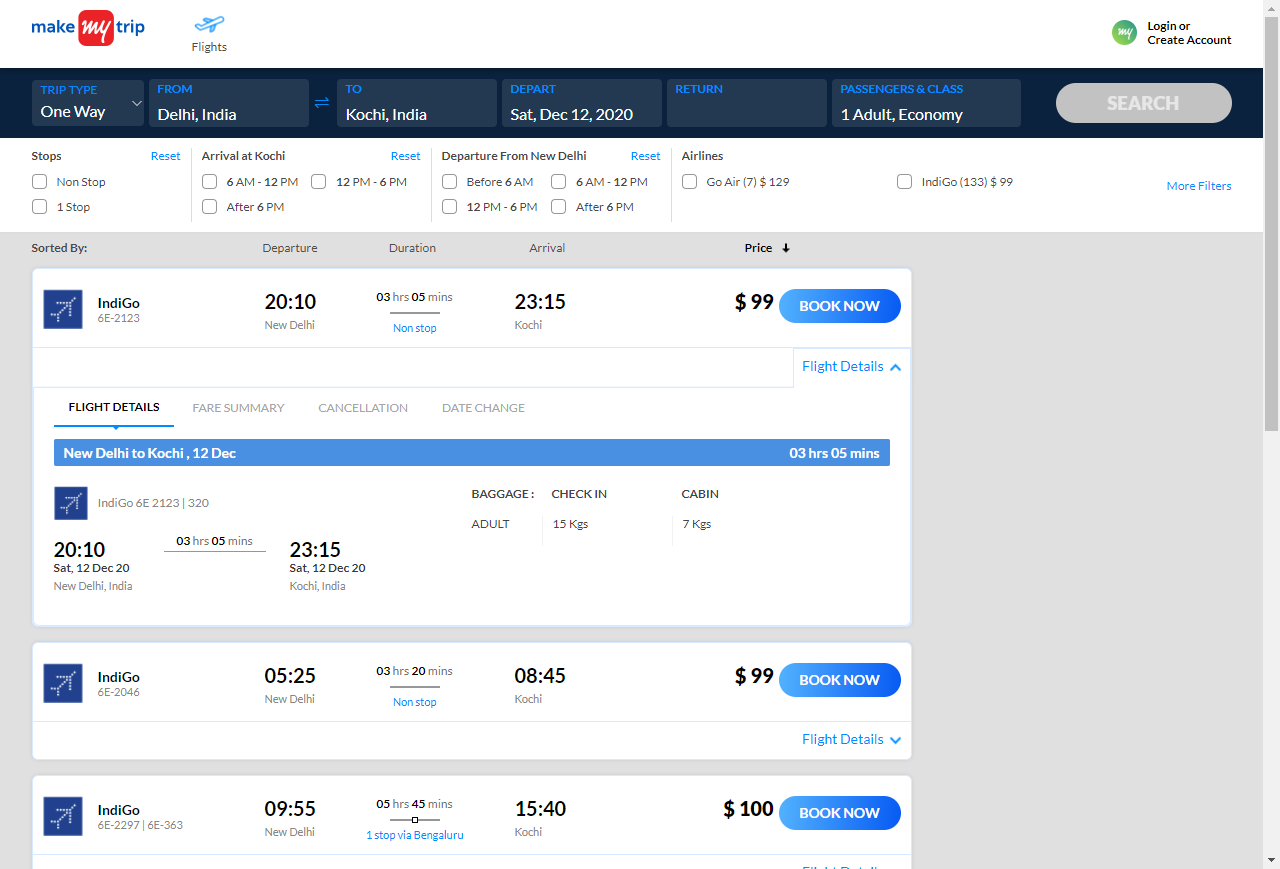 make my trip
Flights
my
Login or
Create Account
TRIP TYPE
One Way
FROM
Delhi, India
TO
Kochi, India
DEPART
Sat, Dec 12, 2020
RETURN
PASSENGERS & CLASS
1 Adult, Economy
SEARCH
Stops Reset
Non Stop
1 Stop
Arrival at Kochi Reset
6 AM - 12 PM 12 PM - 6 PM
After 6 PM
Departure From New Delhi Reset
Before 6 AM 6 AM - 12 PM
12 PM - 6 PM After 6 PM
Airlines
Go Air (7) $ 129 IndiGo (133) $ 99
More Filters
Sorted By: Departure Duration Arrival Price
IndiGo
6E-2123
20:10
New Delhi
03 hrs 05 mins
Non stop
23:15
Kochi
$ 99 BOOK NOW
Flight Details
FLIGHT DETAILS FARE SUMMARY CANCELLATION DATE CHANGE
New Delhi to Kochi , 12 Dec 03 hrs 05 mins
IndiGo 6E 2123 | 320
20:10
Sat, 12 Dec 20
New Delhi, India
03 hrs 05 mins
23:15
Sat, 12 Dec 20
Kochi, India
BAGGAGE : CHECK IN CABIN
ADULT 15 Kgs 7 Kgs
IndiGo
6E-2046
05:25
New Delhi
03 hrs 20 mins
Non stop
08:45
Kochi
$ 99 BOOK NOW
Flight Details
IndiGo
6E-2297 | 6E-363
09:55
New Delhi
05 hrs 45 mins
1 stop via Bengaluru
15:40
Kochi
$ 100 BOOK NOW